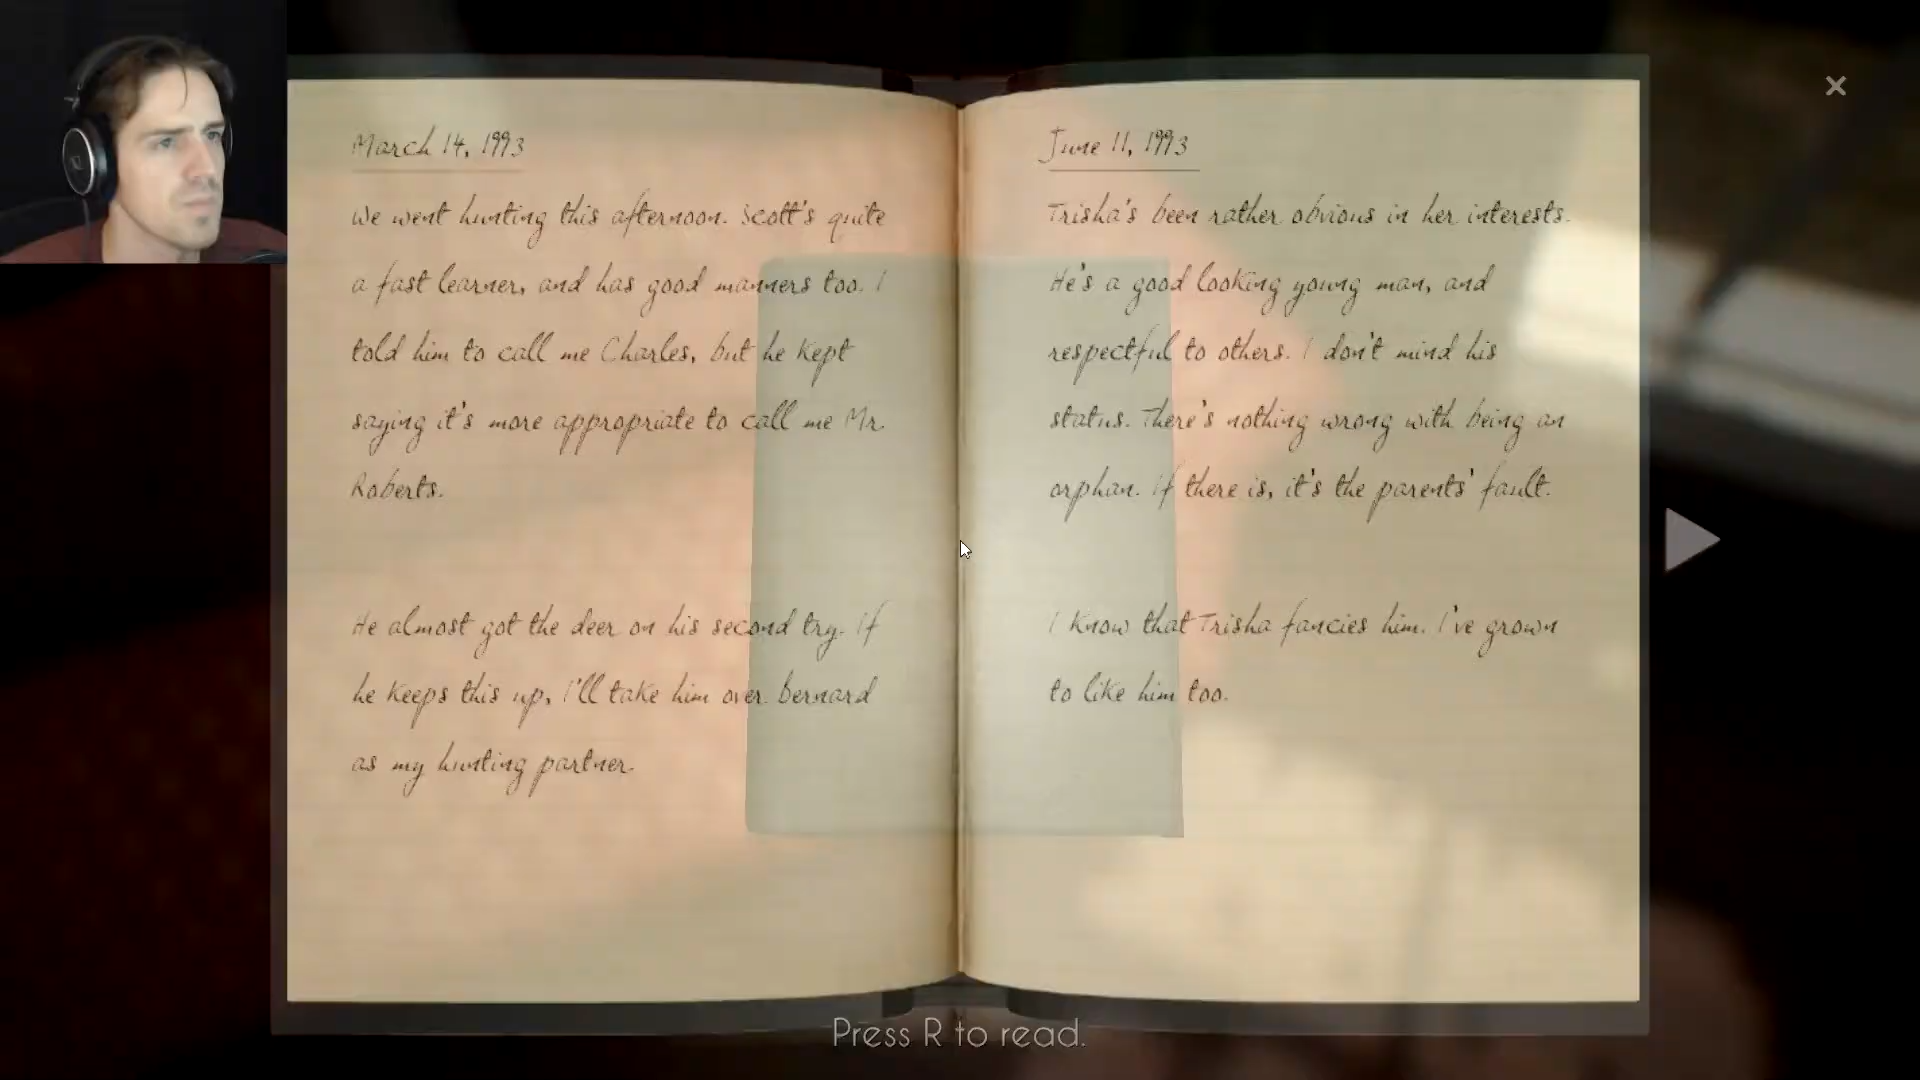 March 14, 1993
We went hunting this afternoon. Scott's quite
a fast learner, and has good manners too. I
told him to call me Charles, but he kept
saying it's more appropriate to call me Mr.
Roberts.
He almost got the deer on his second try. If
he keeps this up, I'll take him over bernard
as my hunting partner.
June 11, 1993
Trisha's been rather obvious in her interests.
He's a good looking young man, and
respectful to others. I don't mind his
status. There's nothing wrong with being an
orphan. If there is, it's the parents' fault.
I know that Trisha fancies him. I've grown
to like him too.
Press R to read.